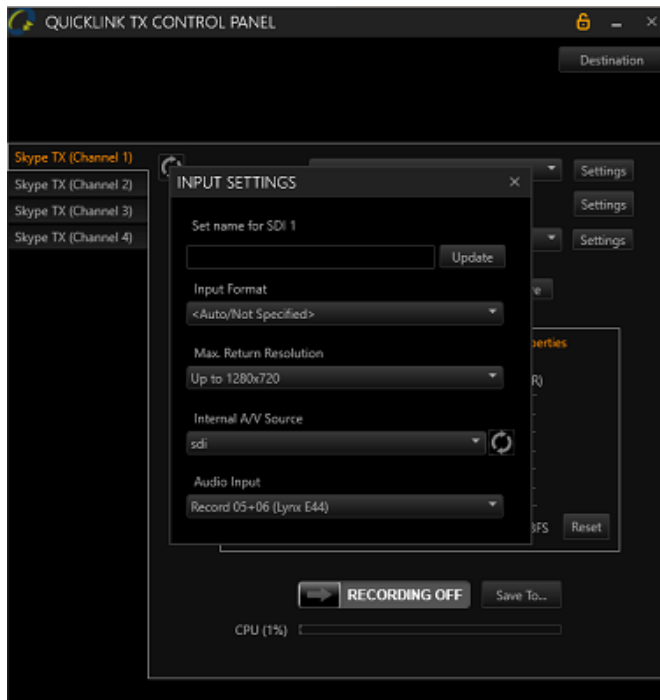 QUICKLINK TX CONTROL PANEL
Destination
Skype TX (Channel 1)
Skype TX (Channel 2)
Skype TX (Channel 3)
Skype TX (Channel 4)
Settings
Settings
Settings
INPUT SETTINGS
Set name for SDI 1
Update
Input Format
<Auto/Not Specified>
Max. Return Resolution
Up to 1280x720
Internal A/V Source
sdi
Audio Input
Record 05+06 (Lynx E44)
Reset
RECORDING OFF
Save To...
CPU (1%)